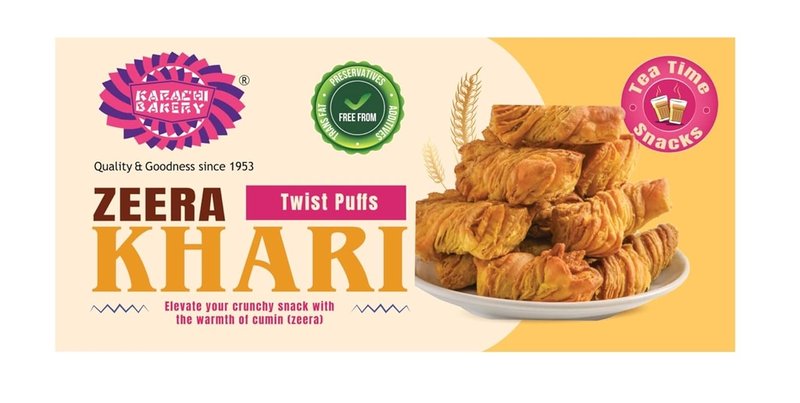 KARACHI
BAKERY
®
Quality & Goodness since 1953
PRESERVATIVES
TRANS FAT
ADDITIVES
FREE FROM
Tea Time
Snacks
ZEERA
Twist Puffs
KHARI
Elevate your crunchy snack with
the warmth of cumin (zeera)